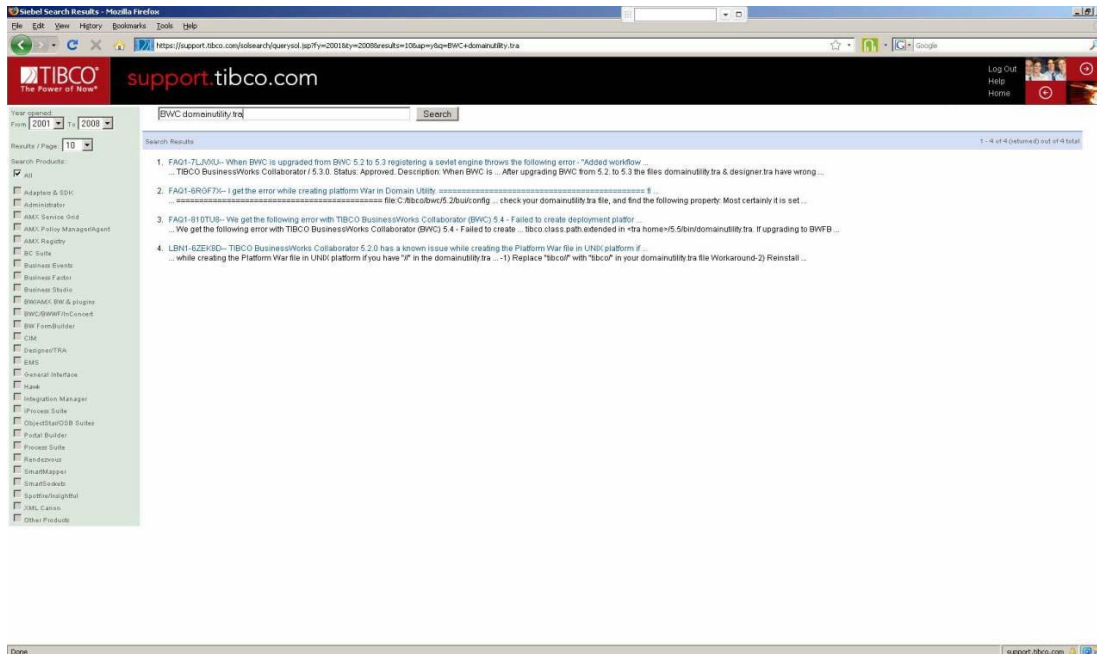 Siebel Search Results - Mozilla Firefox
File Edit View History Bookmarks Tools Help
https://support.tibco.com/solsearch/querysol.jsp?fy=2001&ty=2008&results=10&ap=y&q=BWC+domainutility.tra
Google
TIBCO®
The Power of Now®
support.tibco.com
Log Out
Help
Home
Year opened:
From 2001 To 2008
Results / Page: 10
Search Products:
All
Adapters & SDK
Administrator
AMX Service Grid
AMX Policy Manager/Agent
AMX Registry
BC Suite
Business Events
Business Factor
Business Studio
BW/AMX BW & plugins
BWC/BWWF/InConcert
BW FormBuilder
CIM
Designer/TRA
EMS
General Interface
Hawk
Integration Manager
iProcess Suite
ObjectStar/OSB Suites
Portal Builder
Process Suite
Rendezvous
SmartMapper
SmartSockets
Spotfire/Insightful
XML Canon
Other Products
BWC domainutility.tra
Search
Search Results
1 - 4 of 4 (returned) out of 4 total
1. FAQ1-7LJVXU-- When BWC is upgraded from BWC 5.2 to 5.3 registering a sevlet engine throws the following error - "Added workflow ...
... TIBCO BusinessWorks Collaborator / 5.3.0. Status: Approved. Description: When BWC is ... After upgrading BWC from 5.2. to 5.3 the files domainutility.tra & designer.tra have wrong ...
2. FAQ1-6RGF7X-- I get the error while creating platform War in Domain Utility. ============================================ fi ...
... ============================================ file:C:/tibco/bwc/5.2/bui/config ... check your domainutility.tra file, and find the following property: Most certainly it is set ...
3. FAQ1-810TU8-- We get the following error with TIBCO BusinessWorks Collaborator (BWC) 5.4 - Failed to create deployment platfor ...
... We get the following error with TIBCO BusinessWorks Collaborator (BWC) 5.4 - Failed to create ... tibco.class.path.extended in <tra home>/5.5/bin/domainutility.tra. If upgrading to BWFB ...
4. LBN1-6ZEK8D-- TIBCO BusinessWorks Collaborator 5.2.0 has a known issue while creating the Platform War file in UNIX platform if ...
... while creating the Platform War file in UNIX platform if you have "//" in the domainutility.tra ... -1) Replace "tibco//" with "tibco/" in your domainutility.tra file Workaround-2) Reinstall ...
Done
support.tibco.com